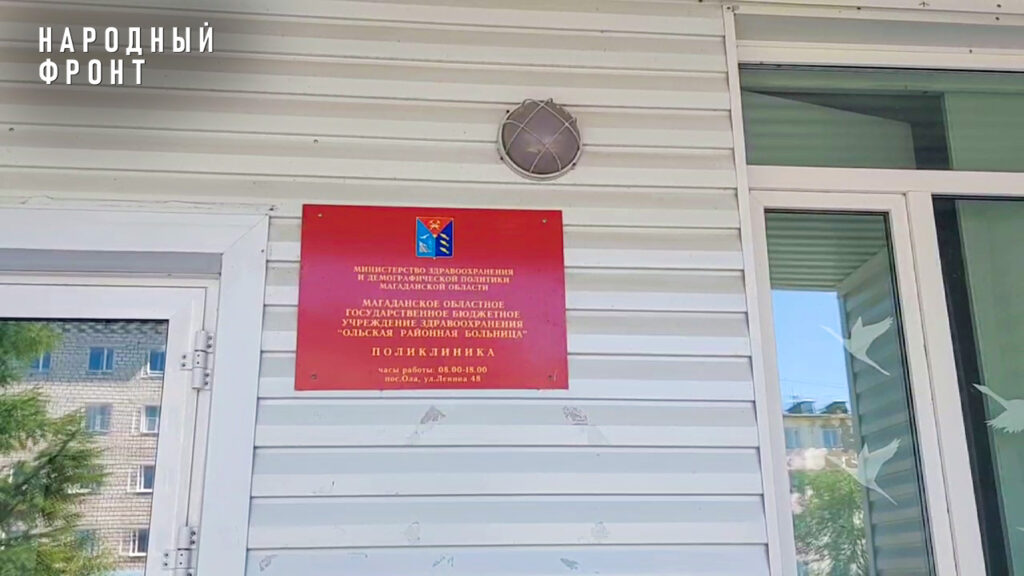 НАРОДНЫЙ
ФРОНТ
МИНИСТЕРСТВО ЗДРАВООХРАНЕНИЯ
И ДЕМОГРАФИЧЕСКОЙ ПОЛИТИКИ
МАГАДАНСКОЙ ОБЛАСТИ
МАГАДАНСКОЕ ОБЛАСТНОЕ
ГОСУДАРСТВЕННОЕ БЮДЖЕТНОЕ
УЧРЕЖДЕНИЕ ЗДРАВООХРАНЕНИЯ
"ОЛЬСКАЯ РАЙОННАЯ БОЛЬНИЦА"
ПОЛИКЛИНИКА
часы работы: 08.00-18.00
пос.Ола, ул.Ленина 48